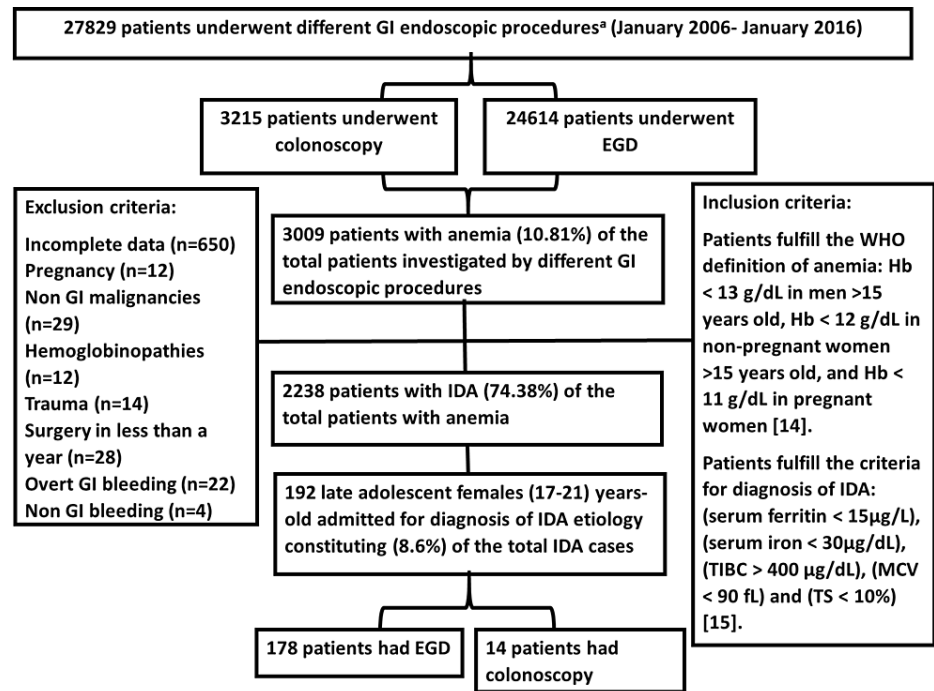 27829 patients underwent different GI endoscopic proceduresᵃ (January 2006- January 2016)
3215 patients underwent
colonoscopy
24614 patients underwent
EGD
Exclusion criteria:
Incomplete data (n=650)
Pregnancy (n=12)
Non GI malignancies
(n=29)
Hemoglobinopathies
(n=12)
Trauma (n=14)
Surgery in less than a
year (n=28)
Overt GI bleeding (n=22)
Non GI bleeding (n=4)
3009 patients with anemia (10.81%) of the
total patients investigated by different GI
endoscopic procedures
Inclusion criteria:
Patients fulfill the WHO
definition of anemia: Hb
< 13 g/dL in men >15
years old, Hb < 12 g/dL in
non-pregnant women
>15 years old, and Hb <
11 g/dL in pregnant
women [14].
Patients fulfill the criteria
for diagnosis of IDA:
(serum ferritin < 15µg/L),
(serum iron < 30µg/dL),
(TIBC > 400 µg/dL), (MCV
< 90 fL) and (TS < 10%)
[15].
2238 patients with IDA (74.38%) of the
total patients with anemia
192 late adolescent females (17-21) years-
old admitted for diagnosis of IDA etiology
constituting (8.6%) of the total IDA cases
178 patients had EGD
14 patients had
colonoscopy